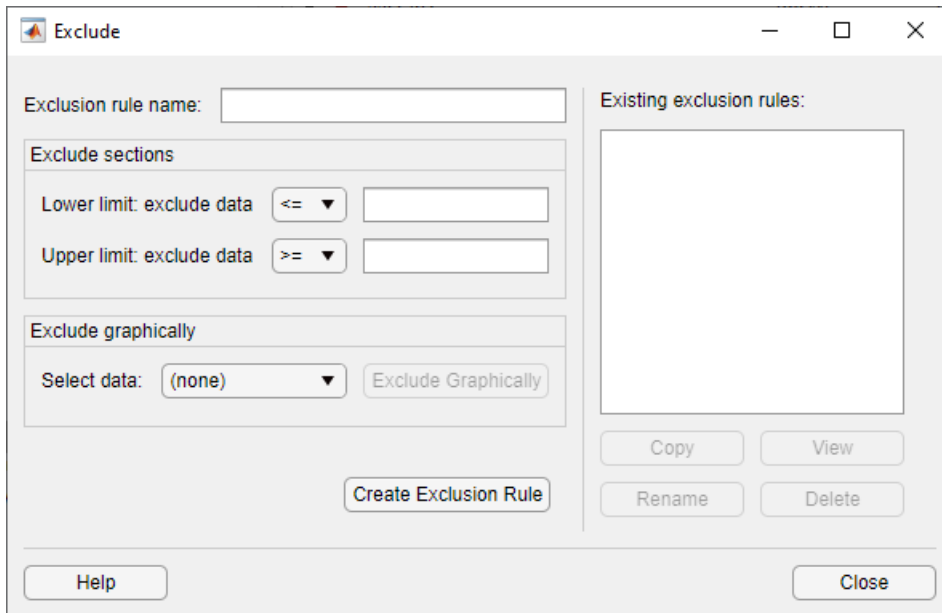 Exclude
Exclusion rule name:
Exclude sections
Lower limit: exclude data <=
Upper limit: exclude data >=
Exclude graphically
Select data: (none) Exclude Graphically
Create Exclusion Rule
Existing exclusion rules:
Copy View
Rename Delete
Help Close